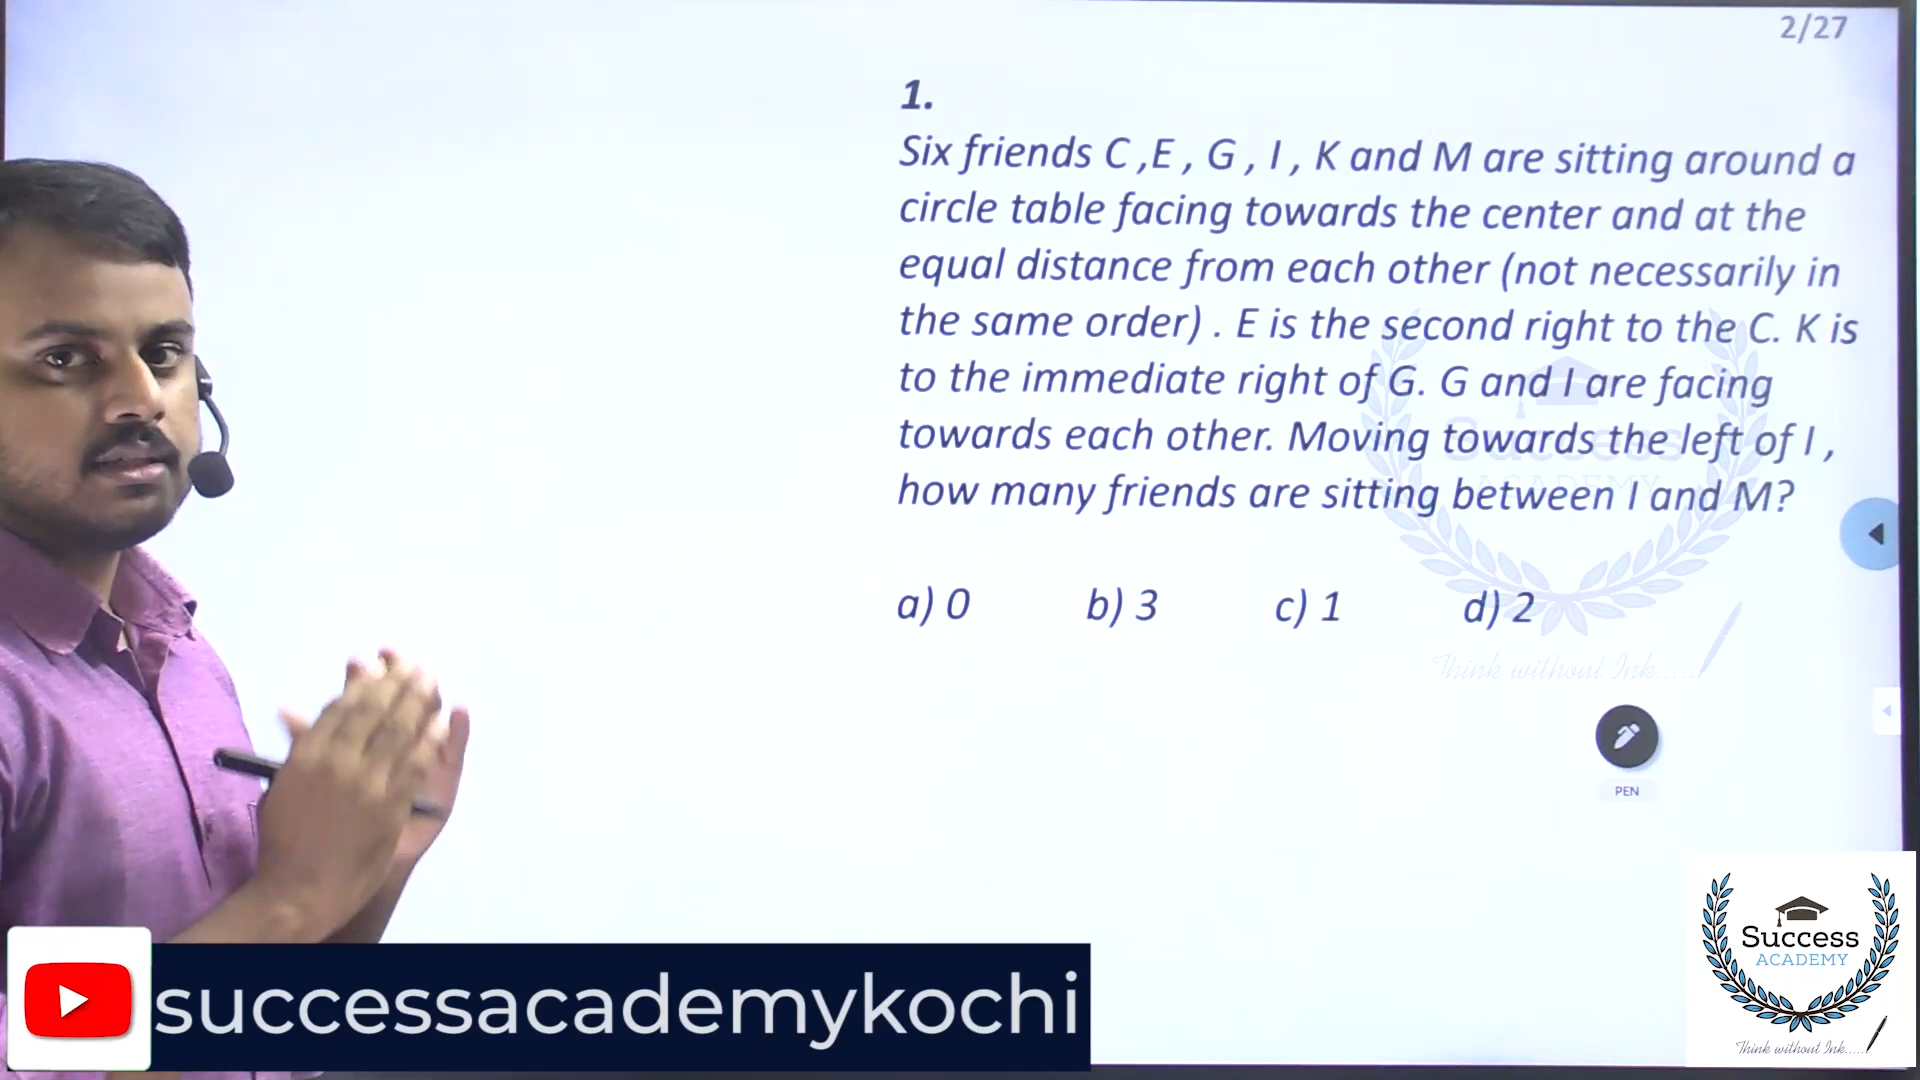 2/27
1.
Six friends C ,E , G , I , K and M are sitting around a
circle table facing towards the center and at the
equal distance from each other (not necessarily in
the same order) . E is the second right to the C. K is
to the immediate right of G. G and I are facing
towards each other. Moving towards the left of I ,
how many friends are sitting between I and M?
Success
ACADEMY
a) 0 b) 3 c) 1 d) 2
Think without Ink.....
PEN
Success
ACADEMY
Think without Ink.....
successacademykochi